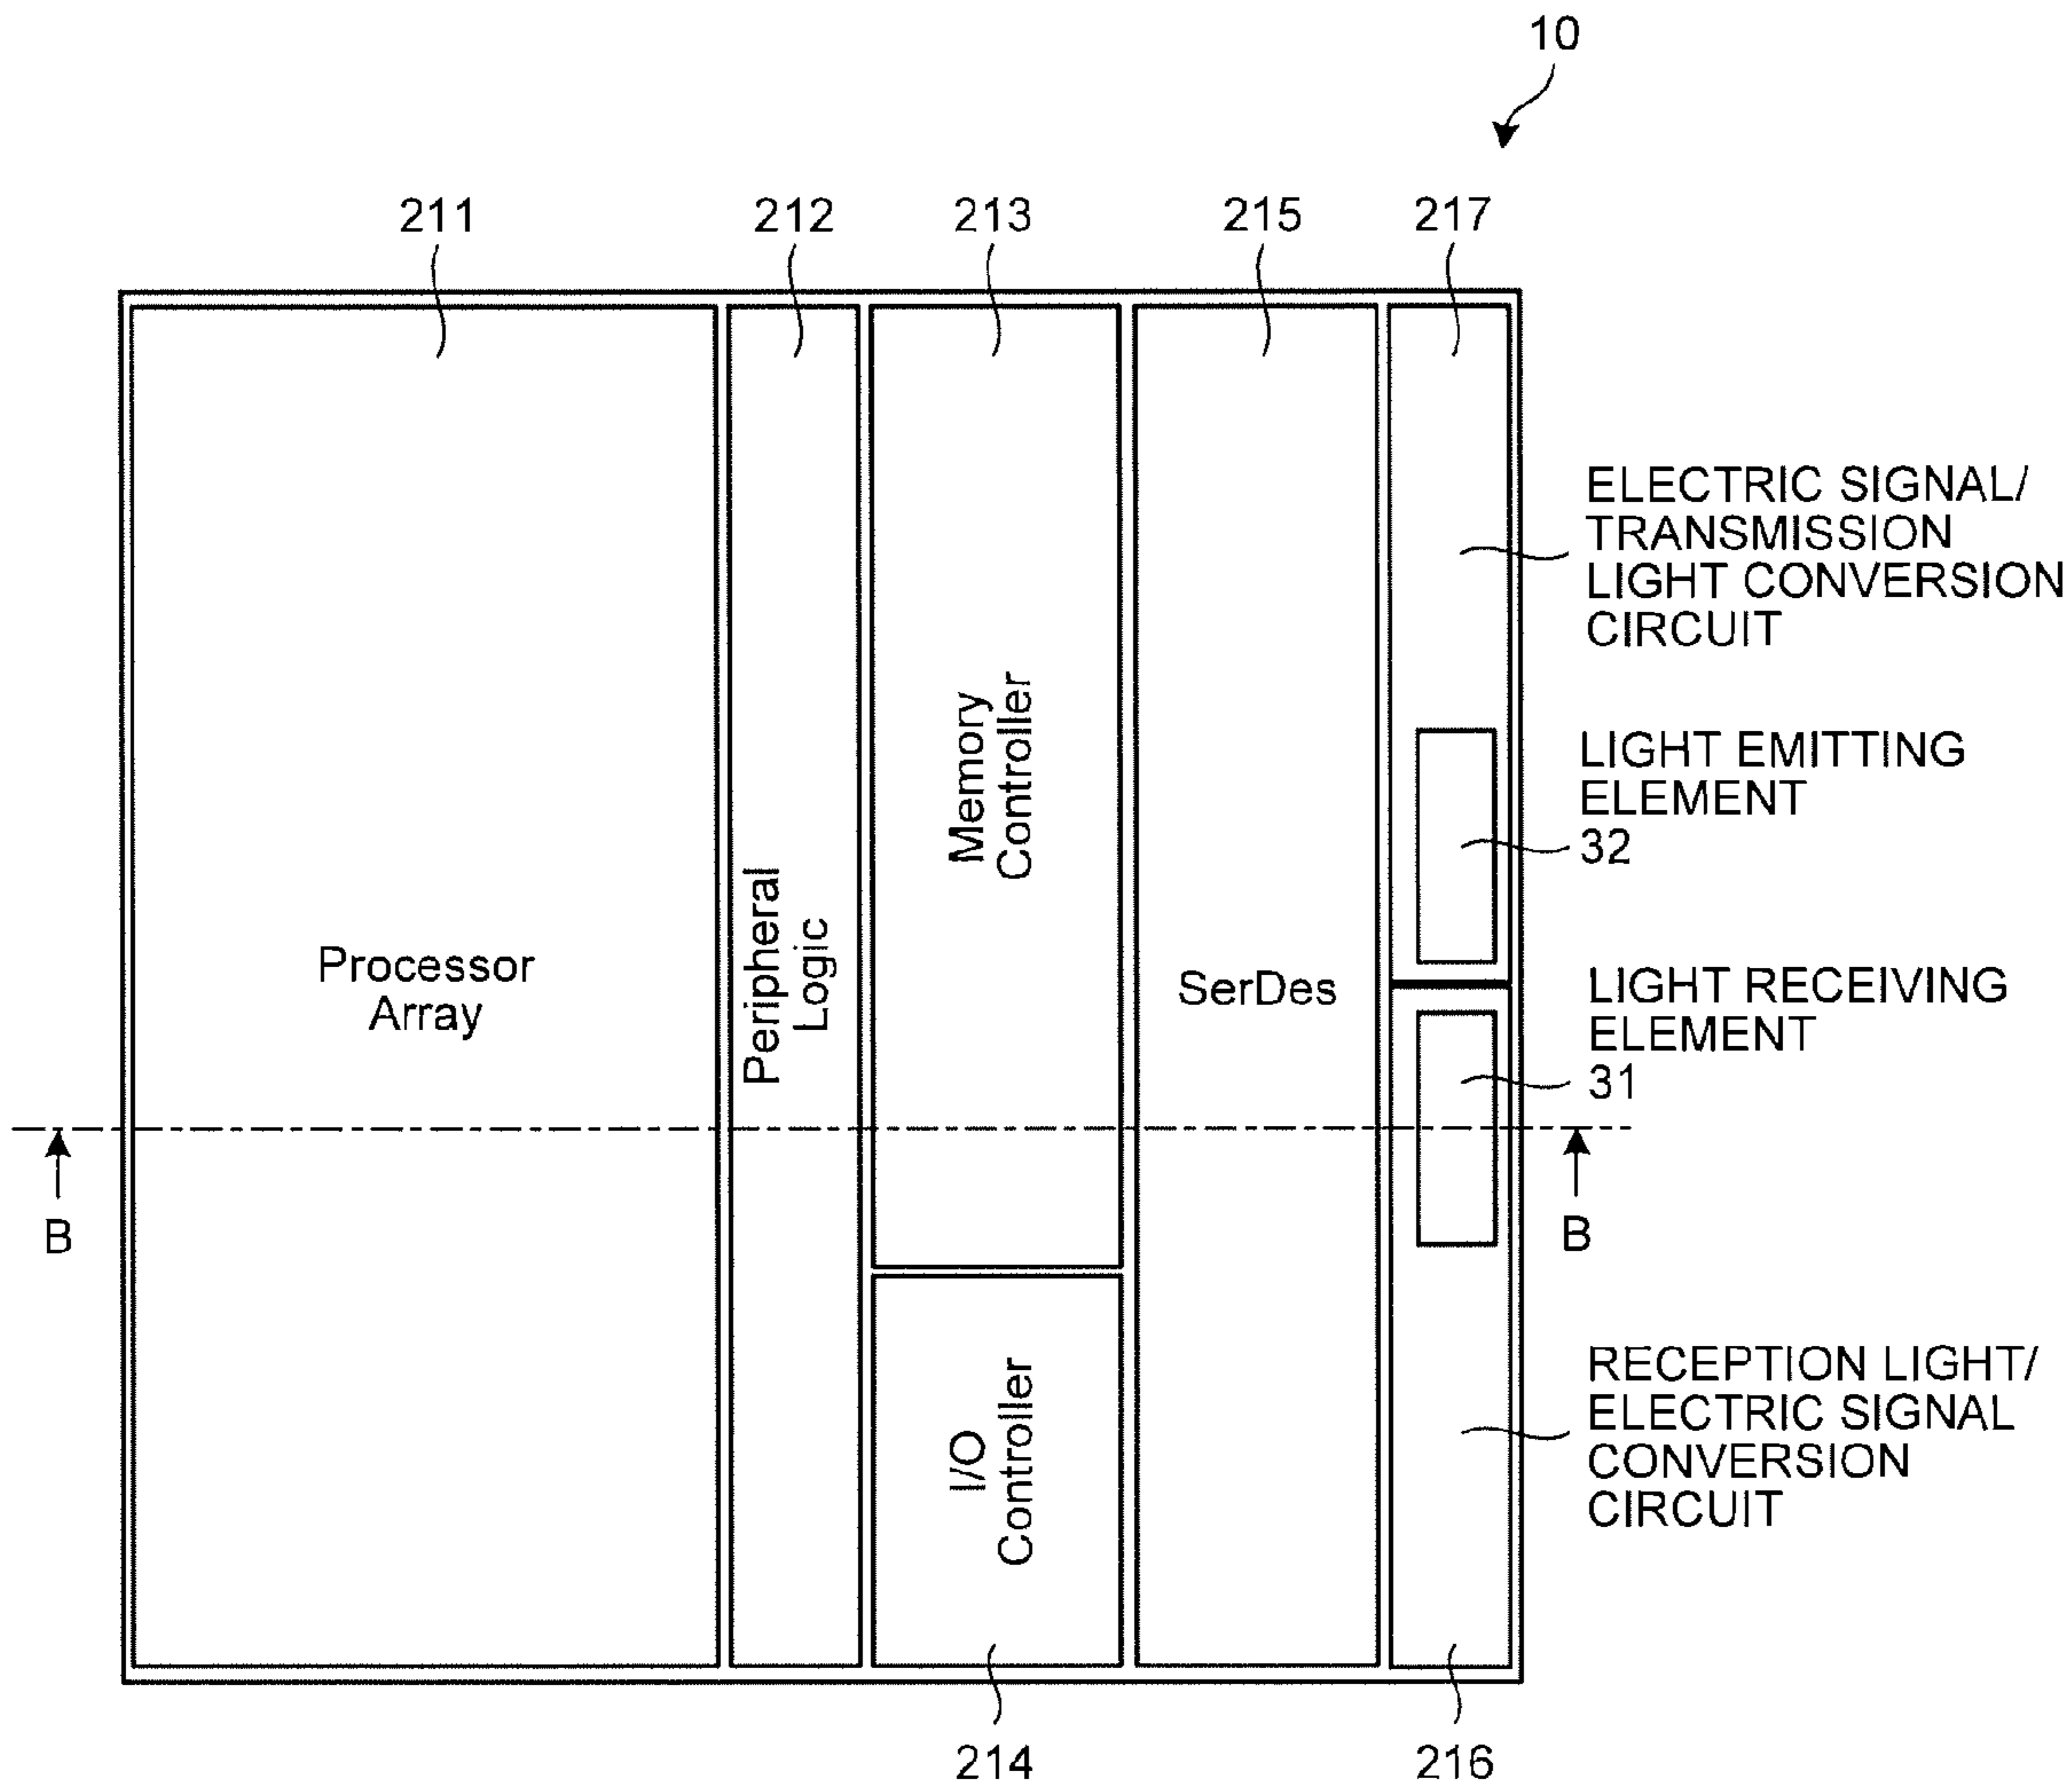 10
211
212
213
215
217
ELECTRIC SIGNAL/
TRANSMISSION
LIGHT CONVERSION
CIRCUIT
Memory
Controller
LIGHT EMITTING
ELEMENT
32
Peripheral
Logic
Processor
Array
SerDes
LIGHT RECEIVING
ELEMENT
31
B
B
I/O
Controller
RECEPTION LIGHT/
ELECTRIC SIGNAL
CONVERSION
CIRCUIT
214
216